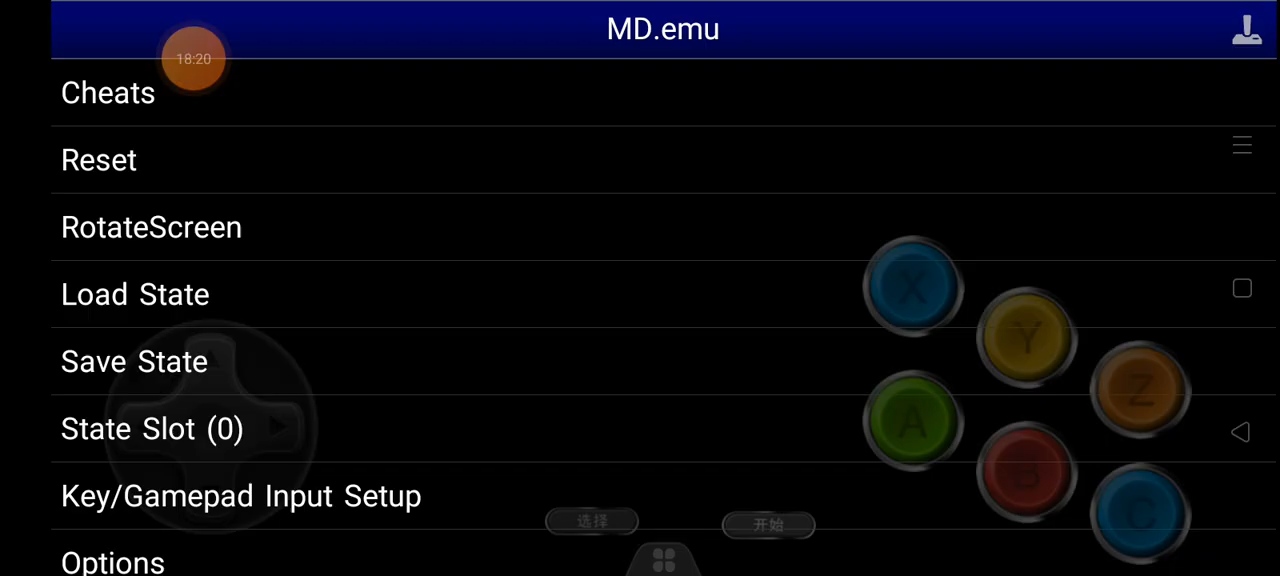 MD.emu
18:20
Cheats
Reset
RotateScreen
Load State
Save State
State Slot (0)
Key/Gamepad Input Setup
Options
X
Y
Z
A
B
C
选择
开始